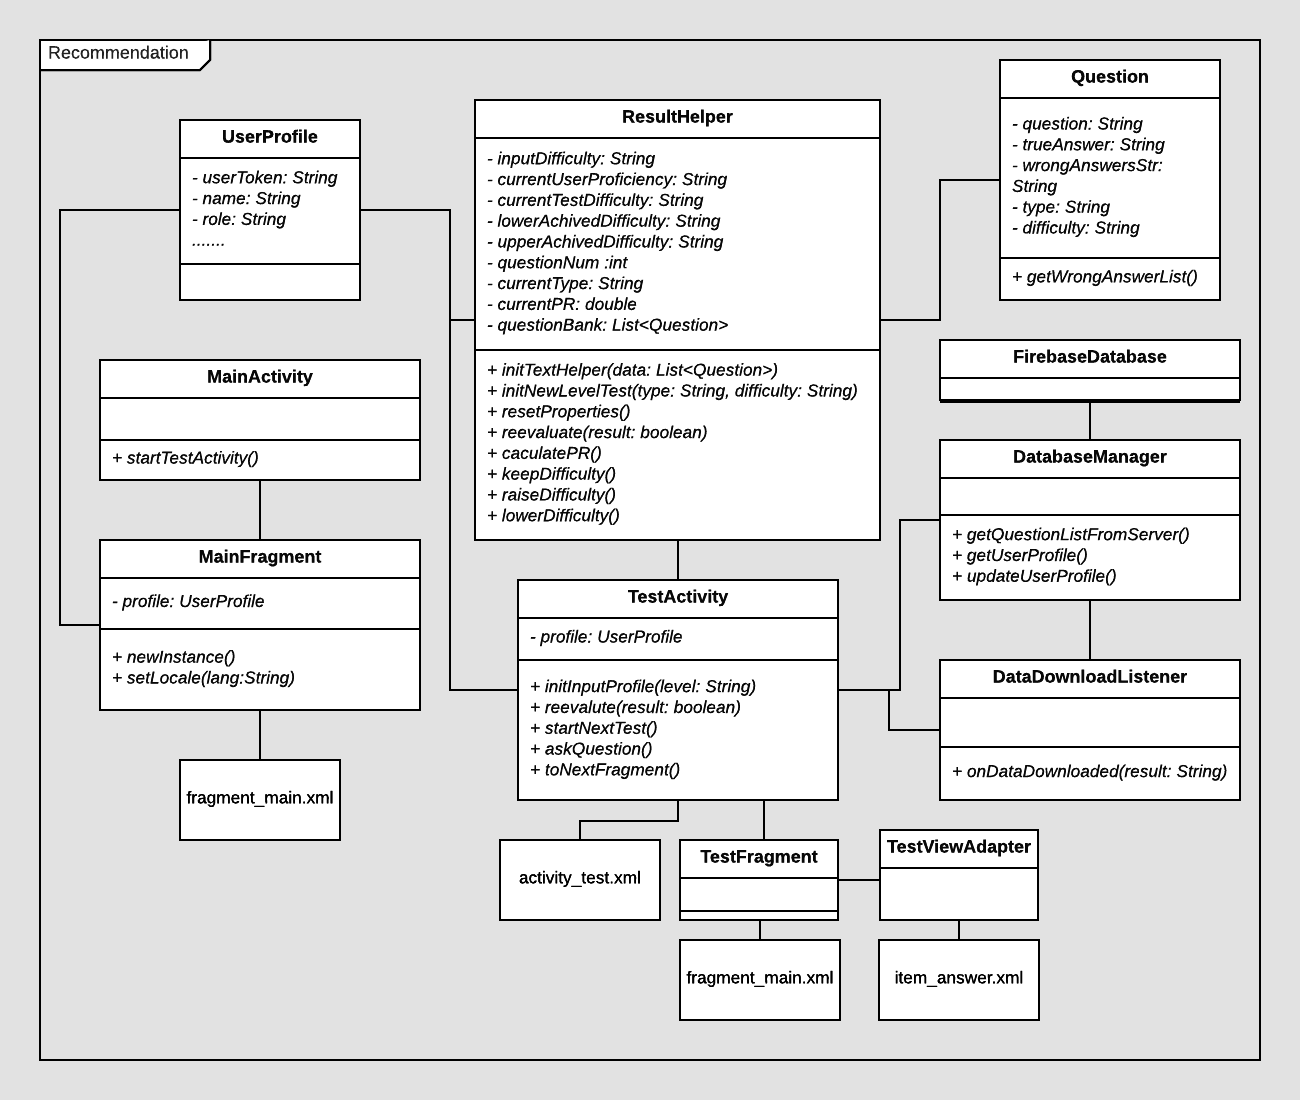 Recommendation
UserProfile
- userToken: String
- name: String
- role: String
.......
ResultHelper
- inputDifficulty: String
- currentUserProficiency: String
- currentTestDifficulty: String
- lowerAchivedDifficulty: String
- upperAchivedDifficulty: String
- questionNum :int
- currentType: String
- currentPR: double
- questionBank: List<Question>
+ initTextHelper(data: List<Question>)
+ initNewLevelTest(type: String, difficulty: String)
+ resetProperties()
+ reevaluate(result: boolean)
+ caculatePR()
+ keepDifficulty()
+ raiseDifficulty()
+ lowerDifficulty()
Question
- question: String
- trueAnswer: String
- wrongAnswersStr:
String
- type: String
- difficulty: String
+ getWrongAnswerList()
MainActivity
+ startTestActivity()
FirebaseDatabase
DatabaseManager
+ getQuestionListFromServer()
+ getUserProfile()
+ updateUserProfile()
MainFragment
- profile: UserProfile
+ newInstance()
+ setLocale(lang:String)
TestActivity
- profile: UserProfile
+ initInputProfile(level: String)
+ reevalute(result: boolean)
+ startNextTest()
+ askQuestion()
+ toNextFragment()
DataDownloadListener
+ onDataDownloaded(result: String)
fragment_main.xml
activity_test.xml
TestFragment
TestViewAdapter
fragment_main.xml
item_answer.xml